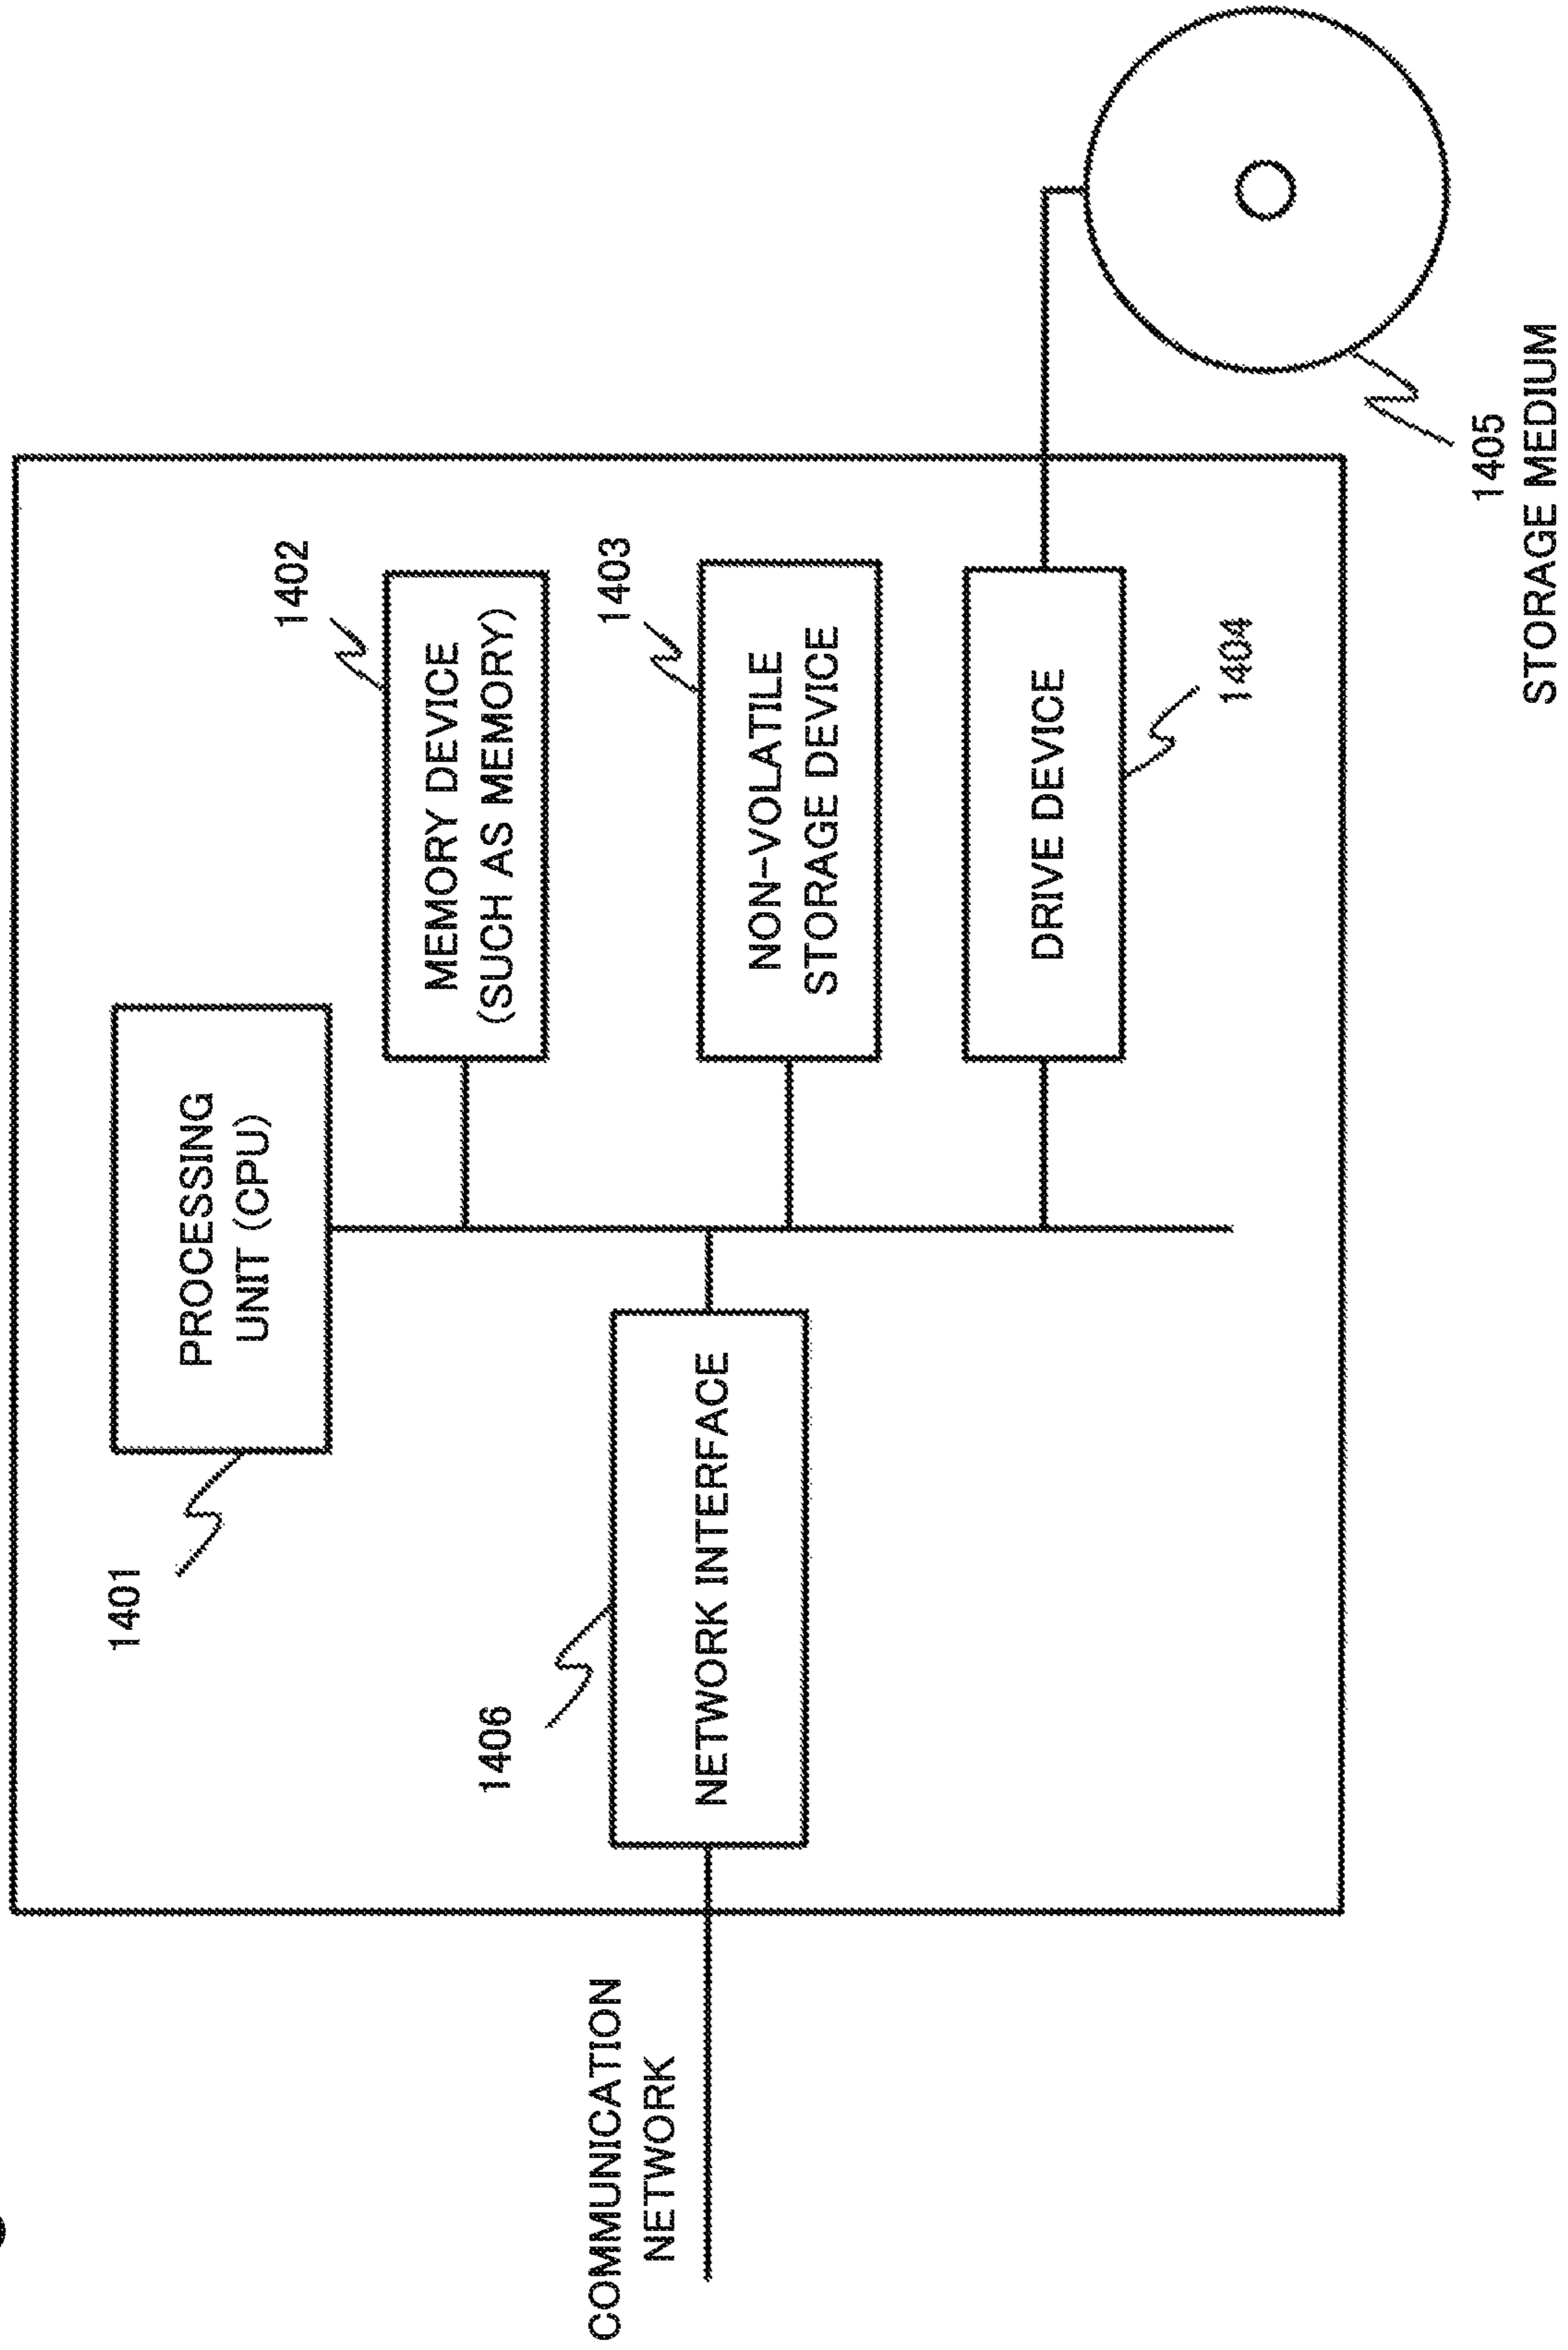 1401
PROCESSING
UNIT (CPU)
1402
MEMORY DEVICE
(SUCH AS MEMORY)
1406
COMMUNICATION
NETWORK
NETWORK INTERFACE
1403
NON-VOLATILE
STORAGE DEVICE
DRIVE DEVICE
1404
1405
STORAGE MEDIUM